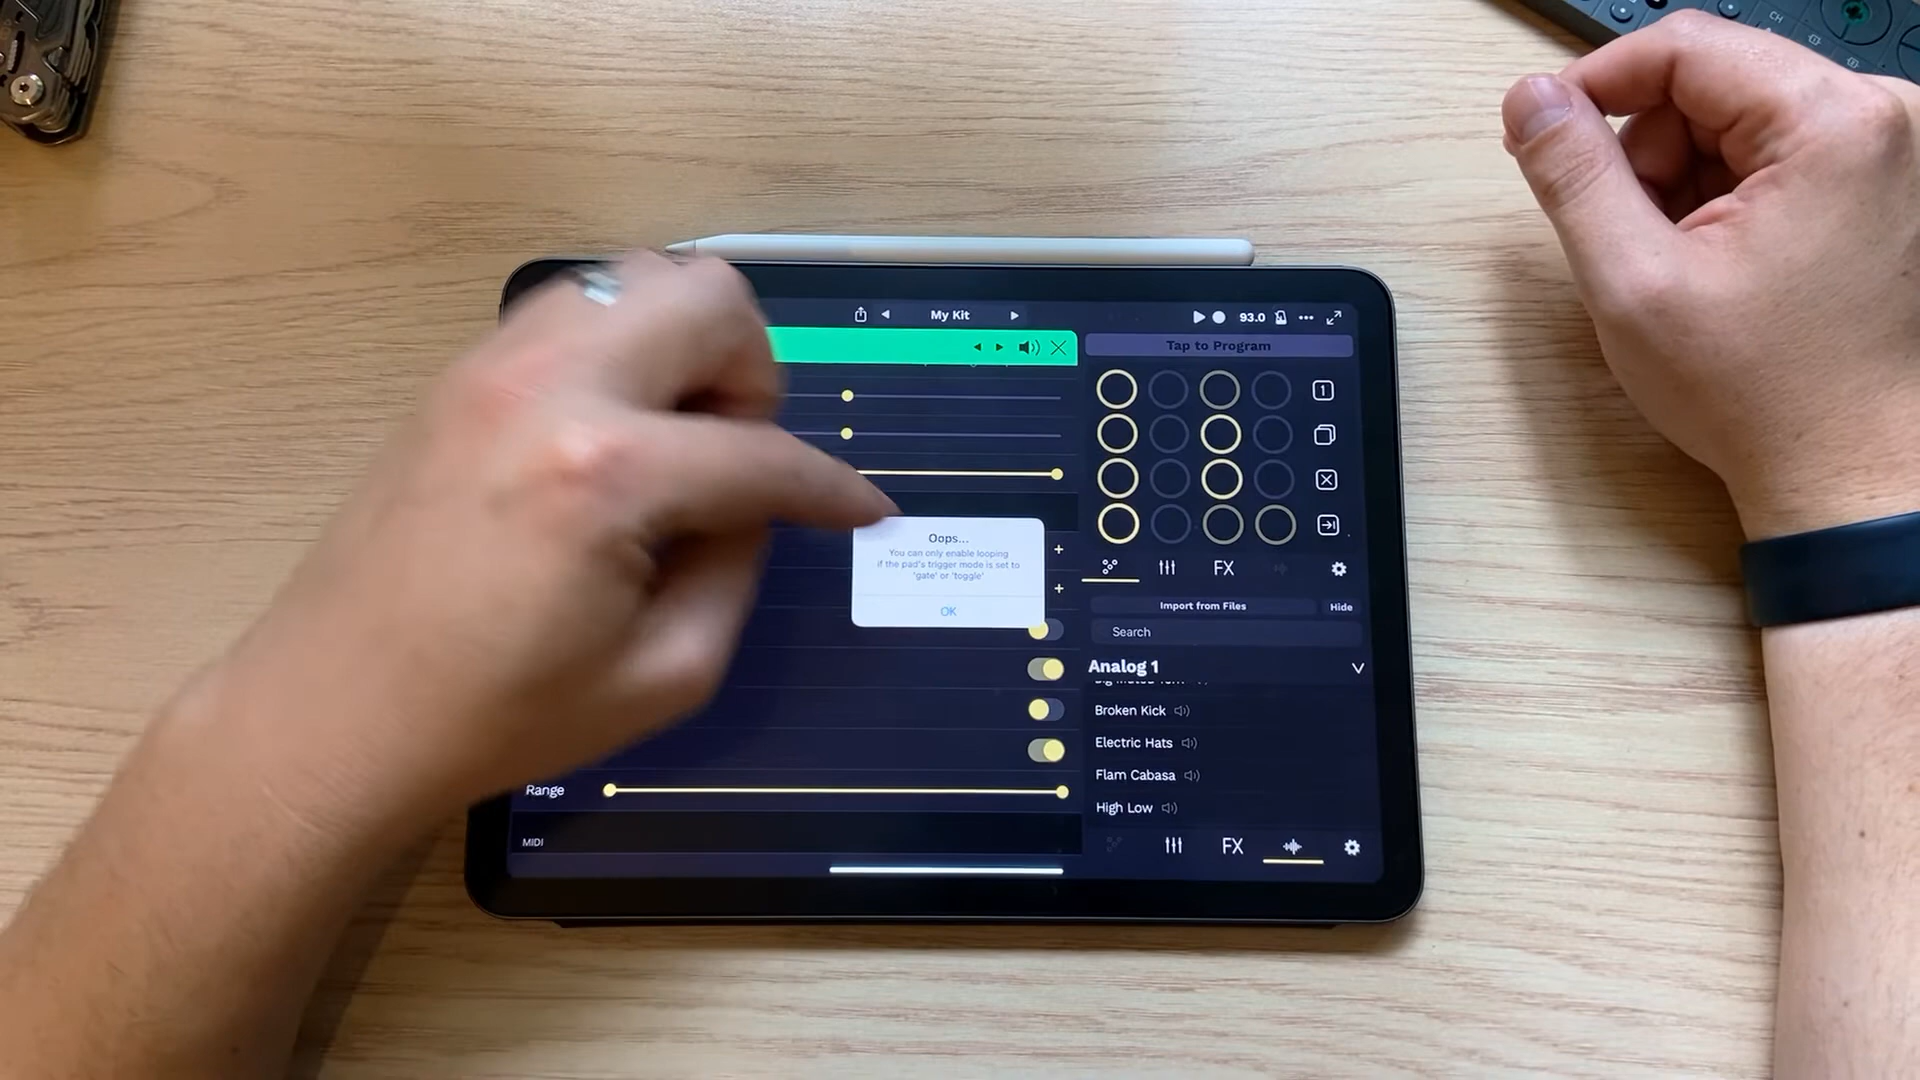 My Kit
93.0
Tap to Program
1
Oops...
You can only enable looping
if the pad's trigger mode is set to
'gate' or 'toggle'
OK
FX
Import from Files
Hide
Search
Analog 1
Broken Kick
Electric Hats
Flam Cabasa
High Low
Range
MIDI
FX
CH